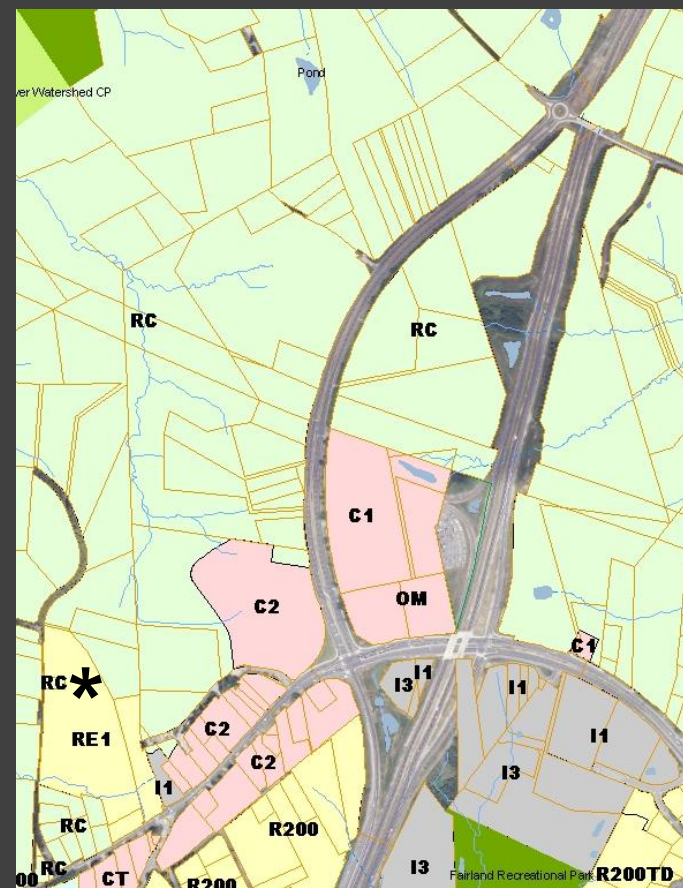 Pond
ver Watershed CP
RC
RC
C1
C2
OM
C1
I1
I3
I1
RC *
RE1
C2
I1
C2
I3
I1
RC
R200
RC
00
CT
R200
I3
Fairland Recreational Park
R200TD